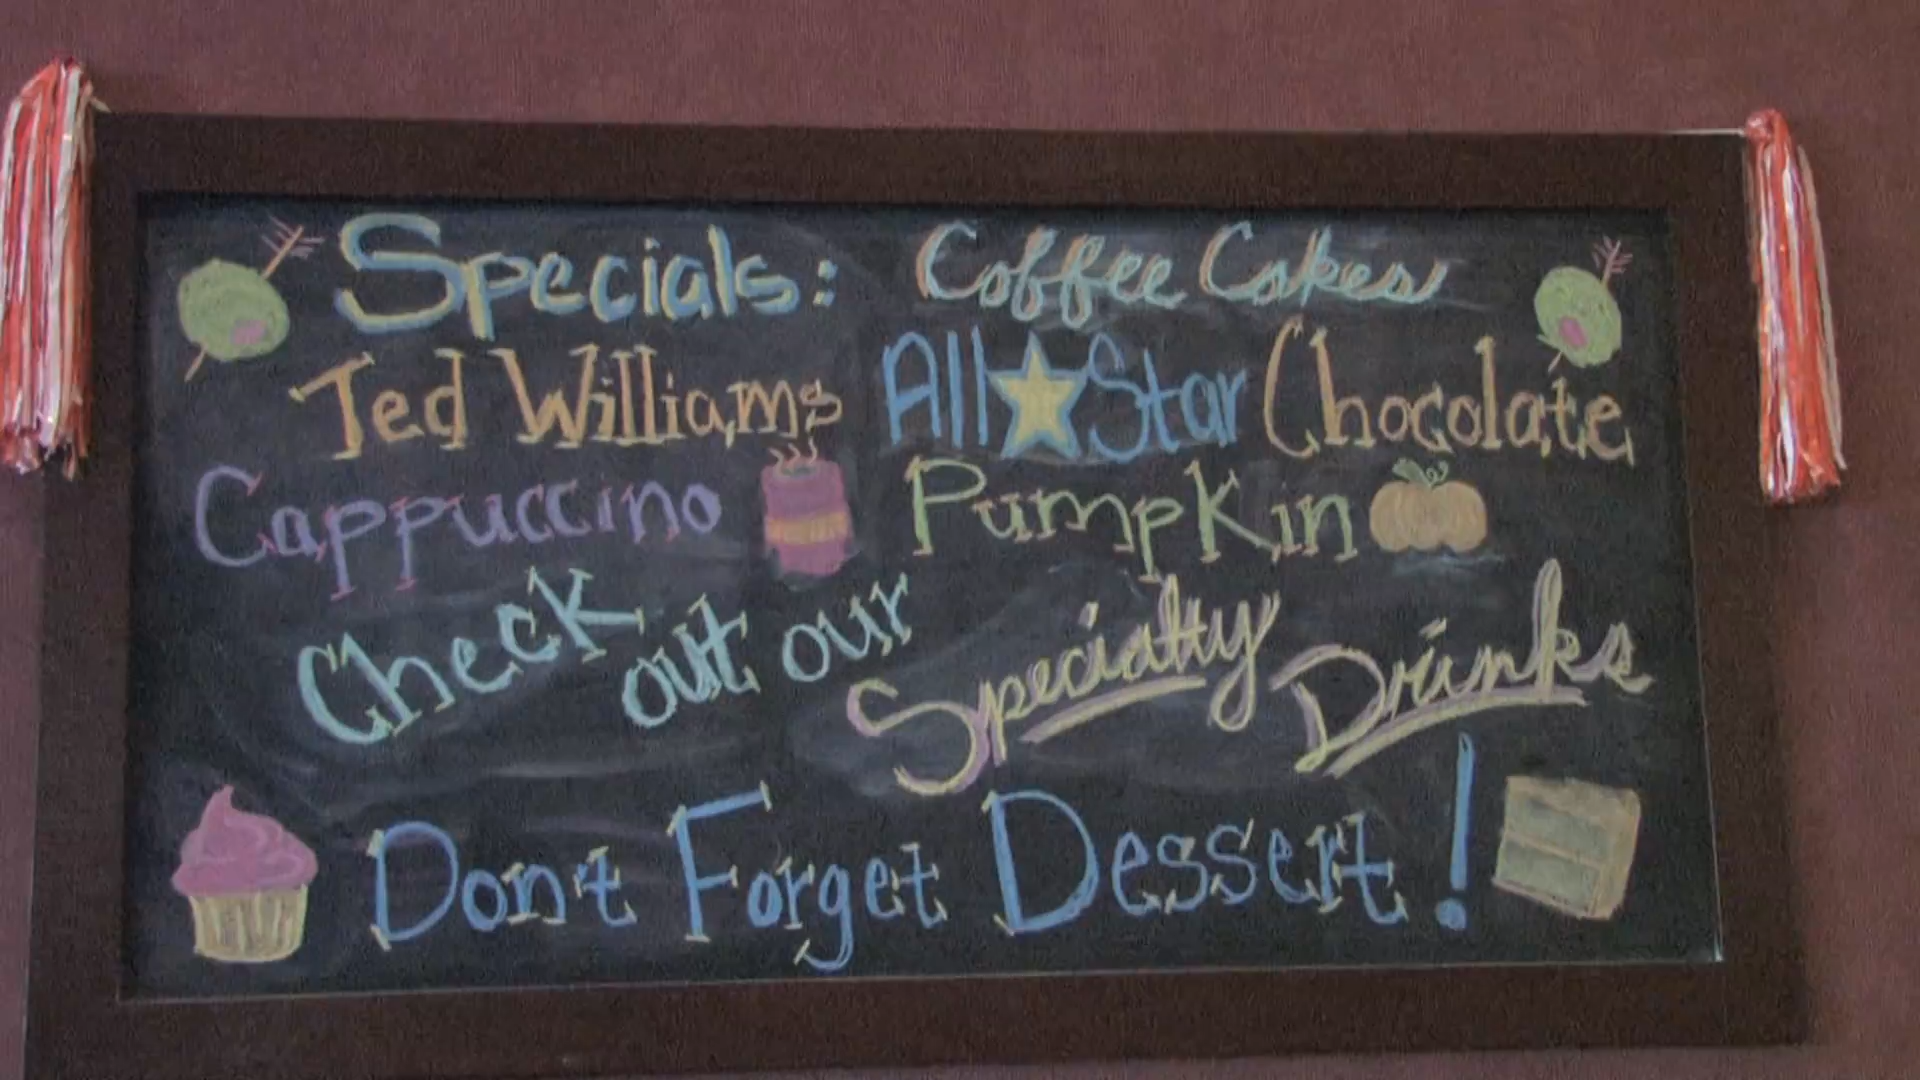 Specials: Coffee Cakes
Ted Williams All Star Chocolate
Cappuccino Pumpkin
Check out our Specialty Drinks
Don't Forget Dessert!